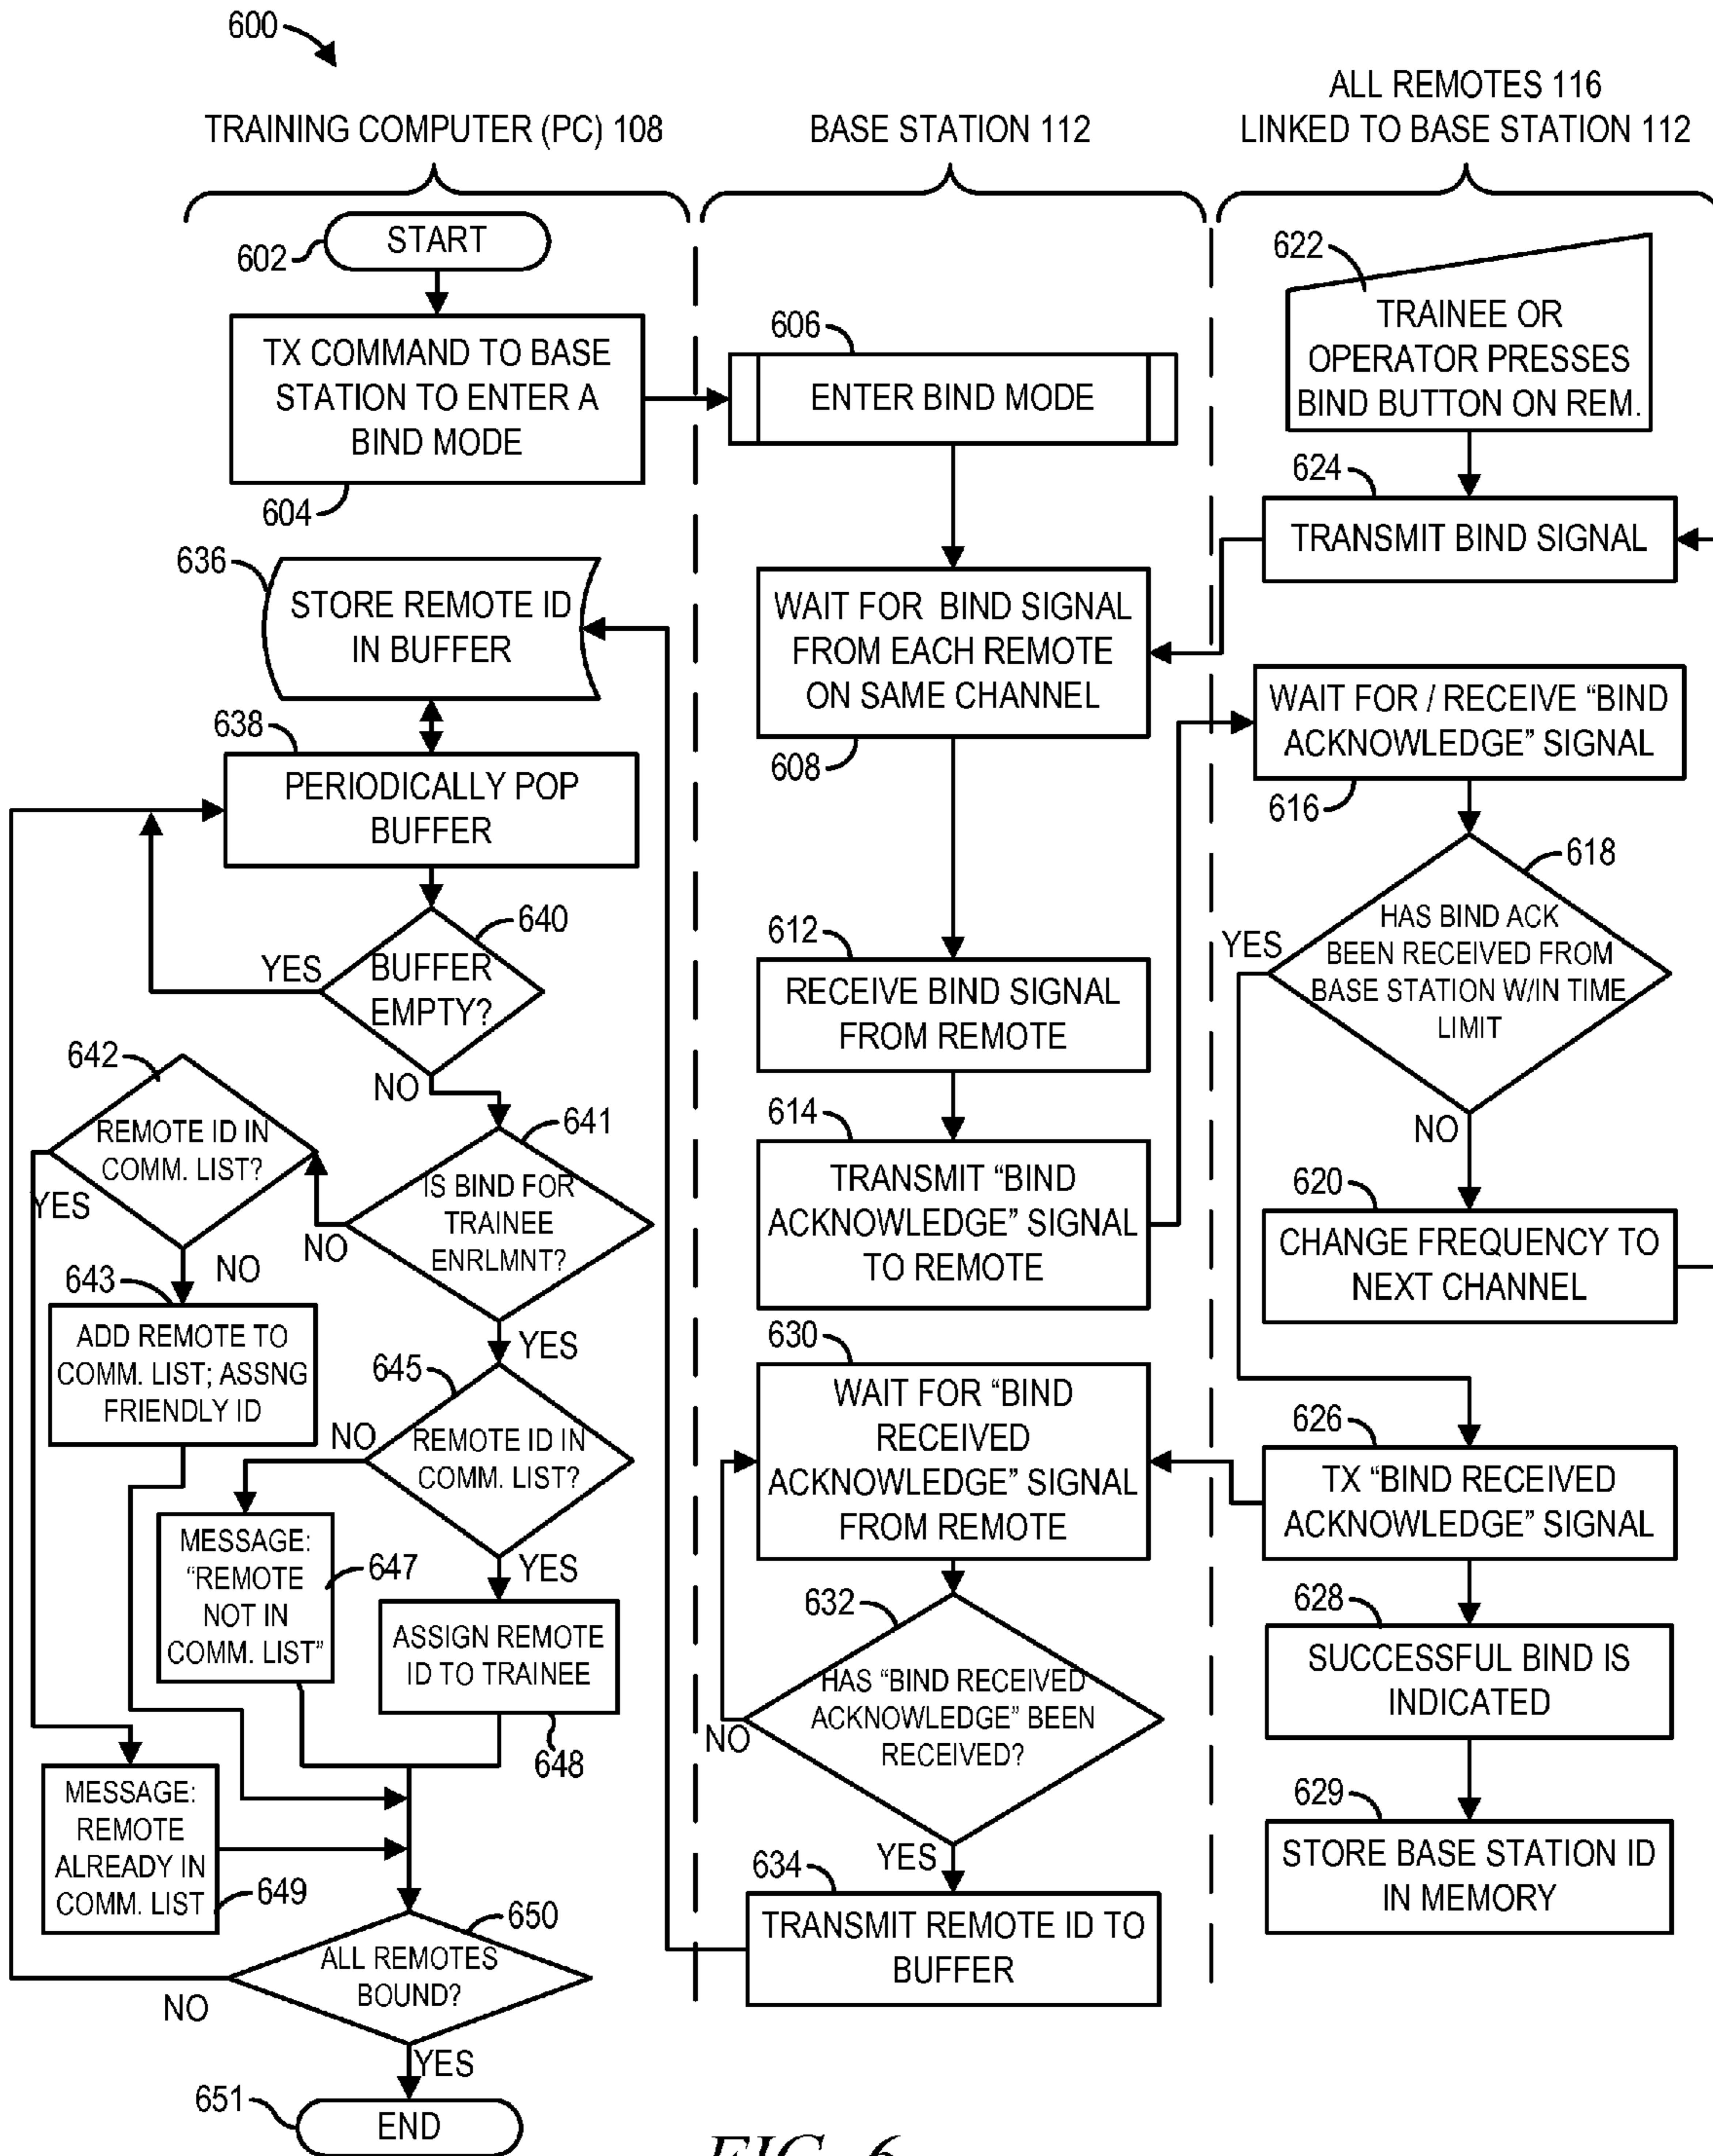 600
TRAINING COMPUTER (PC) 108
BASE STATION 112
ALL REMOTES 116
LINKED TO BASE STATION 112
602
START
604
TX COMMAND TO BASE
STATION TO ENTER A
BIND MODE
636
STORE REMOTE ID
IN BUFFER
638
PERIODICALLY POP
BUFFER
640
BUFFER
EMPTY?
YES
NO
641
IS BIND FOR
TRAINEE
ENRLMNT?
NO
YES
642
REMOTE ID IN
COMM. LIST?
YES
NO
643
ADD REMOTE TO
COMM. LIST; ASSNG
FRIENDLY ID
645
REMOTE ID IN
COMM. LIST?
NO
YES
647
MESSAGE:
“REMOTE
NOT IN
COMM. LIST”
648
ASSIGN REMOTE
ID TO TRAINEE
649
MESSAGE:
REMOTE
ALREADY IN
COMM. LIST
650
ALL REMOTES
BOUND?
NO
YES
651
END
606
ENTER BIND MODE
608
WAIT FOR BIND SIGNAL
FROM EACH REMOTE
ON SAME CHANNEL
612
RECEIVE BIND SIGNAL
FROM REMOTE
614
TRANSMIT “BIND
ACKNOWLEDGE” SIGNAL
TO REMOTE
630
WAIT FOR “BIND
RECEIVED
ACKNOWLEDGE” SIGNAL
FROM REMOTE
632
HAS “BIND RECEIVED
ACKNOWLEDGE” BEEN
RECEIVED?
NO
YES
634
TRANSMIT REMOTE ID TO
BUFFER
622
TRAINEE OR
OPERATOR PRESSES
BIND BUTTON ON REM.
624
TRANSMIT BIND SIGNAL
WAIT FOR / RECEIVE “BIND
ACKNOWLEDGE” SIGNAL
616
618
HAS BIND ACK
BEEN RECEIVED FROM
BASE STATION W/IN TIME
LIMIT
YES
NO
620
CHANGE FREQUENCY TO
NEXT CHANNEL
626
TX “BIND RECEIVED
ACKNOWLEDGE” SIGNAL
628
SUCCESSFUL BIND IS
INDICATED
629
STORE BASE STATION ID
IN MEMORY
FIG. 6